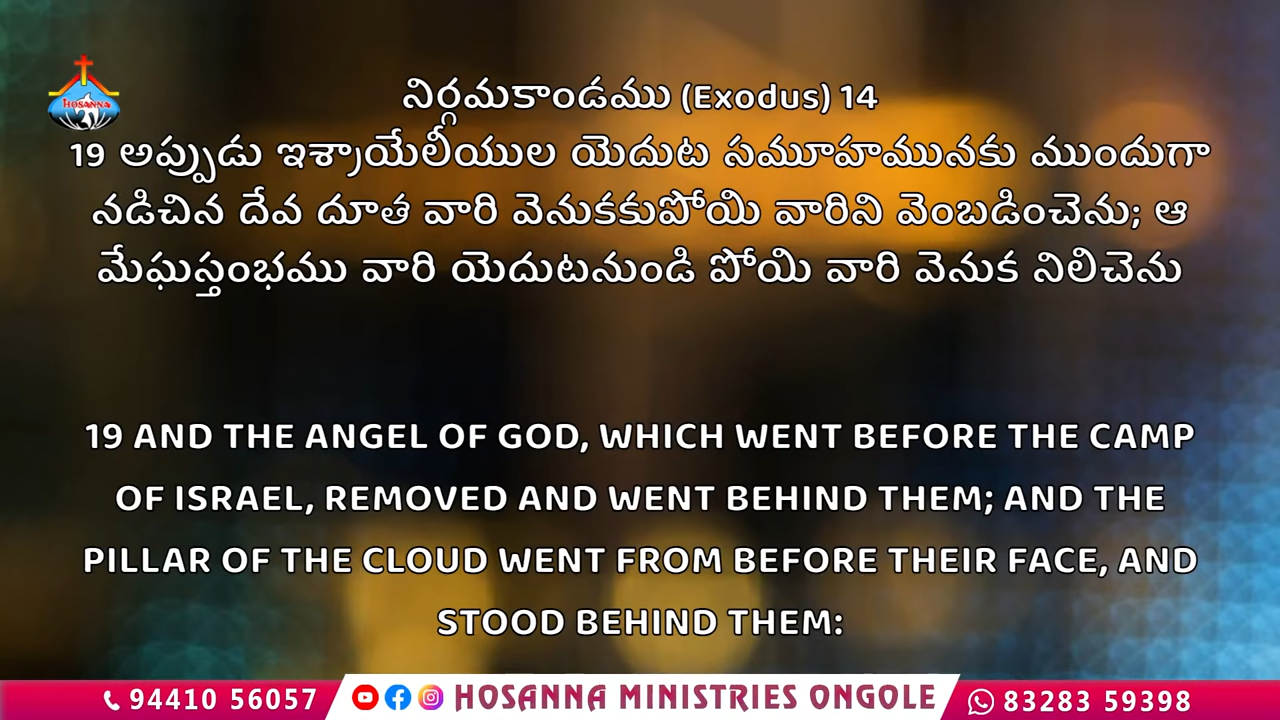 HOSANNA
నిర్గమకాండము (Exodus) 14
19 అప్పుడు ఇశ్రాయేలీయుల యెదుట సమూహమునకు ముందుగా
నడిచిన దేవ దూత వారి వెనుకకుపోయి వారిని వెంబడించెను; ఆ
మేఘస్తంభము వారి యెదుటనుండి పోయి వారి వెనుక నిలిచెను
19 AND THE ANGEL OF GOD, WHICH WENT BEFORE THE CAMP
OF ISRAEL, REMOVED AND WENT BEHIND THEM; AND THE
PILLAR OF THE CLOUD WENT FROM BEFORE THEIR FACE, AND
STOOD BEHIND THEM:
94410 56057 HOSANNA MINISTRIES ONGOLE 83283 59398